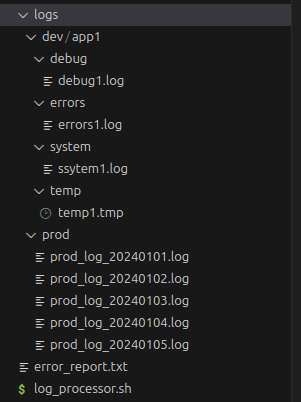 logs
dev/app1
debug
debug1.log
errors
errors1.log
system
ssytem1.log
temp
temp1.tmp
prod
prod_log_20240101.log
prod_log_20240102.log
prod_log_20240103.log
prod_log_20240104.log
prod_log_20240105.log
error_report.txt
$ log_processor.sh